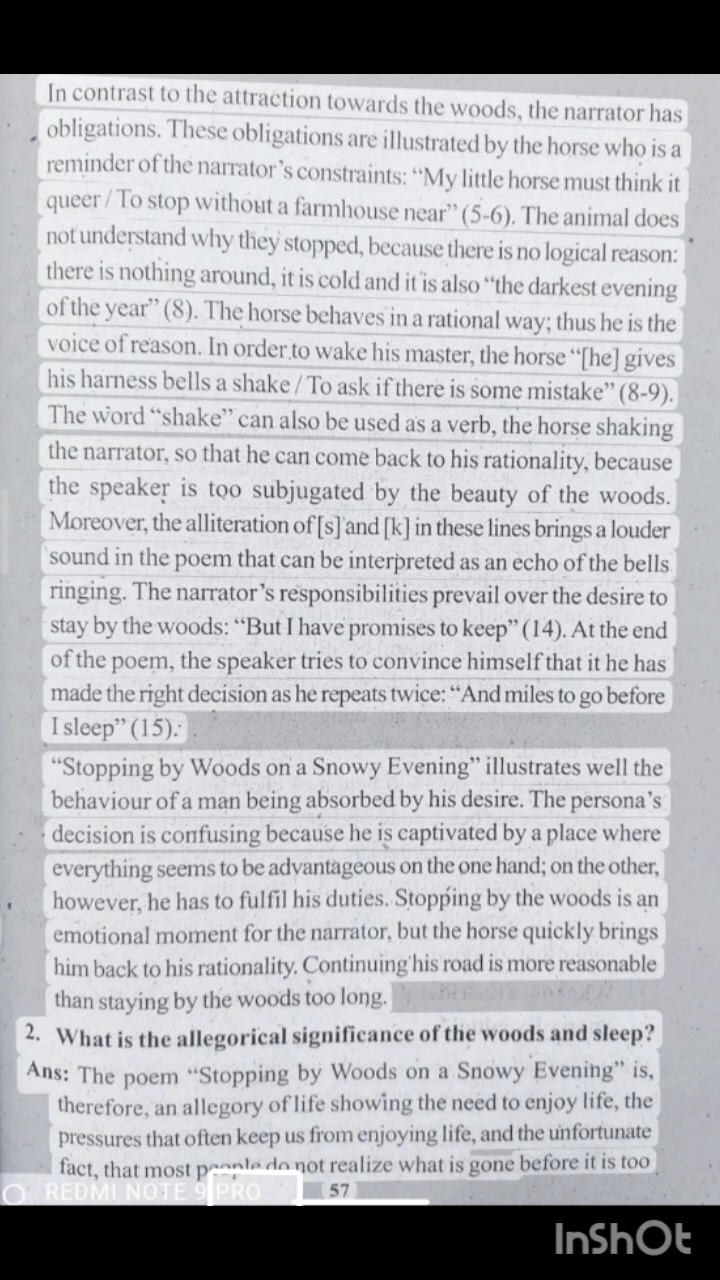 In contrast to the attraction towards the woods, the narrator has
obligations. These obligations are illustrated by the horse who is a
reminder of the narrator's constraints: “My little horse must think it
queer / To stop without a farmhouse near” (5-6). The animal does
not understand why they stopped, because there is no logical reason:
there is nothing around, it is cold and it is also “the darkest evening
of the year” (8). The horse behaves in a rational way; thus he is the
voice of reason. In order to wake his master, the horse “[he] gives
his harness bells a shake / To ask if there is some mistake” (8-9).
The word “shake” can also be used as a verb, the horse shaking
the narrator, so that he can come back to his rationality, because
the speaker is too subjugated by the beauty of the woods.
Moreover, the alliteration of [s] and [k] in these lines brings a louder
sound in the poem that can be interpreted as an echo of the bells
ringing. The narrator's responsibilities prevail over the desire to
stay by the woods: “But I have promises to keep” (14). At the end
of the poem, the speaker tries to convince himself that it he has
made the right decision as he repeats twice: “And miles to go before
I sleep” (15).
“Stopping by Woods on a Snowy Evening” illustrates well the
behaviour of a man being absorbed by his desire. The persona's
decision is confusing because he is captivated by a place where
everything seems to be advantageous on the one hand; on the other,
however, he has to fulfil his duties. Stopping by the woods is an
emotional moment for the narrator, but the horse quickly brings
him back to his rationality. Continuing his road is more reasonable
than staying by the woods too long.
2. What is the allegorical significance of the woods and sleep?
Ans: The poem “Stopping by Woods on a Snowy Evening” is,
therefore, an allegory of life showing the need to enjoy life, the
pressures that often keep us from enjoying life, and the unfortunate
fact, that most people do not realize what is gone before it is too
REDMI NOTE 9 PRO
57
InShOt